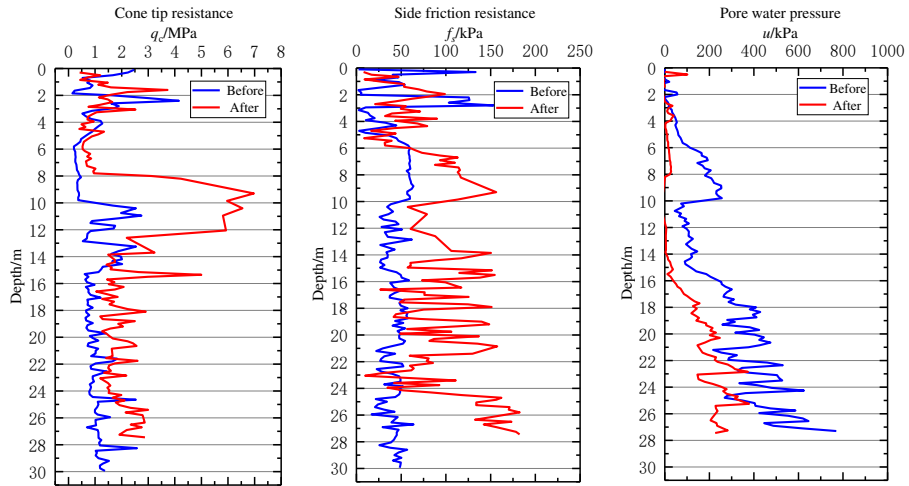 Cone tip resistance
q_c/MPa
0 1 2 3 4 5 6 7 8
0
2
4
6
8
10
12
14
16
18
20
22
24
26
28
30
Depth/m
Before
After
Side friction resistance
f_s/kPa
0 50 100 150 200 250
0
2
4
6
8
10
12
14
16
18
20
22
24
26
28
30
Depth/m
Before
After
Pore water pressure
u/kPa
0 200 400 600 800 1000
0
2
4
6
8
10
12
14
16
18
20
22
24
26
28
30
Depth/m
Before
After